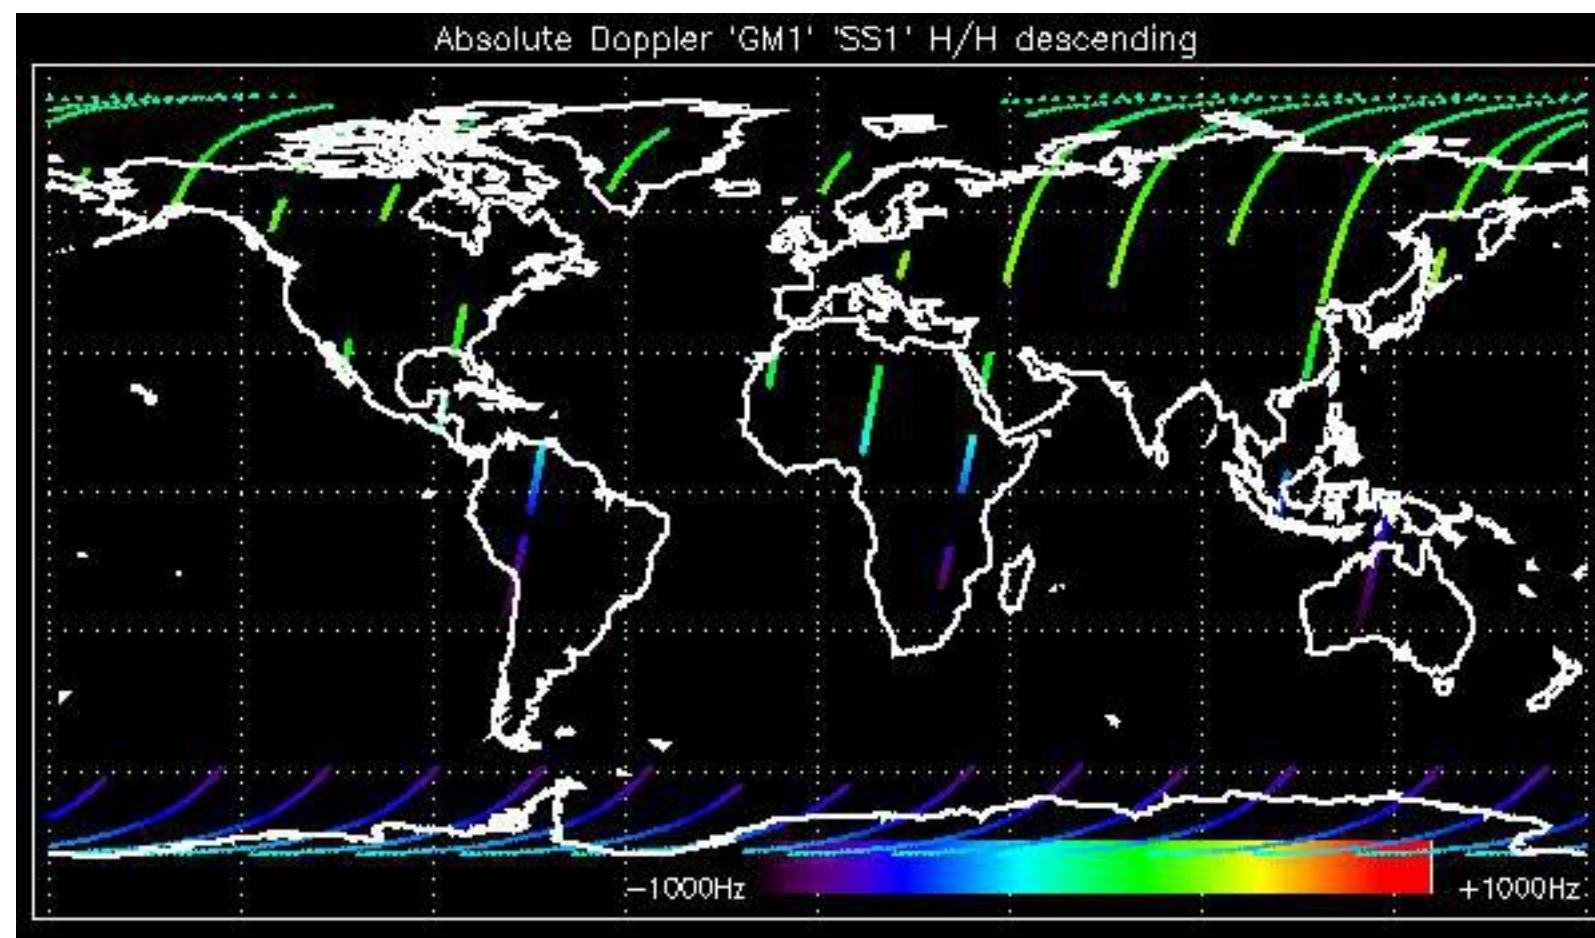 Absolute Doppler 'GM1' 'SS1' H/H descending
−1000Hz
+1000Hz